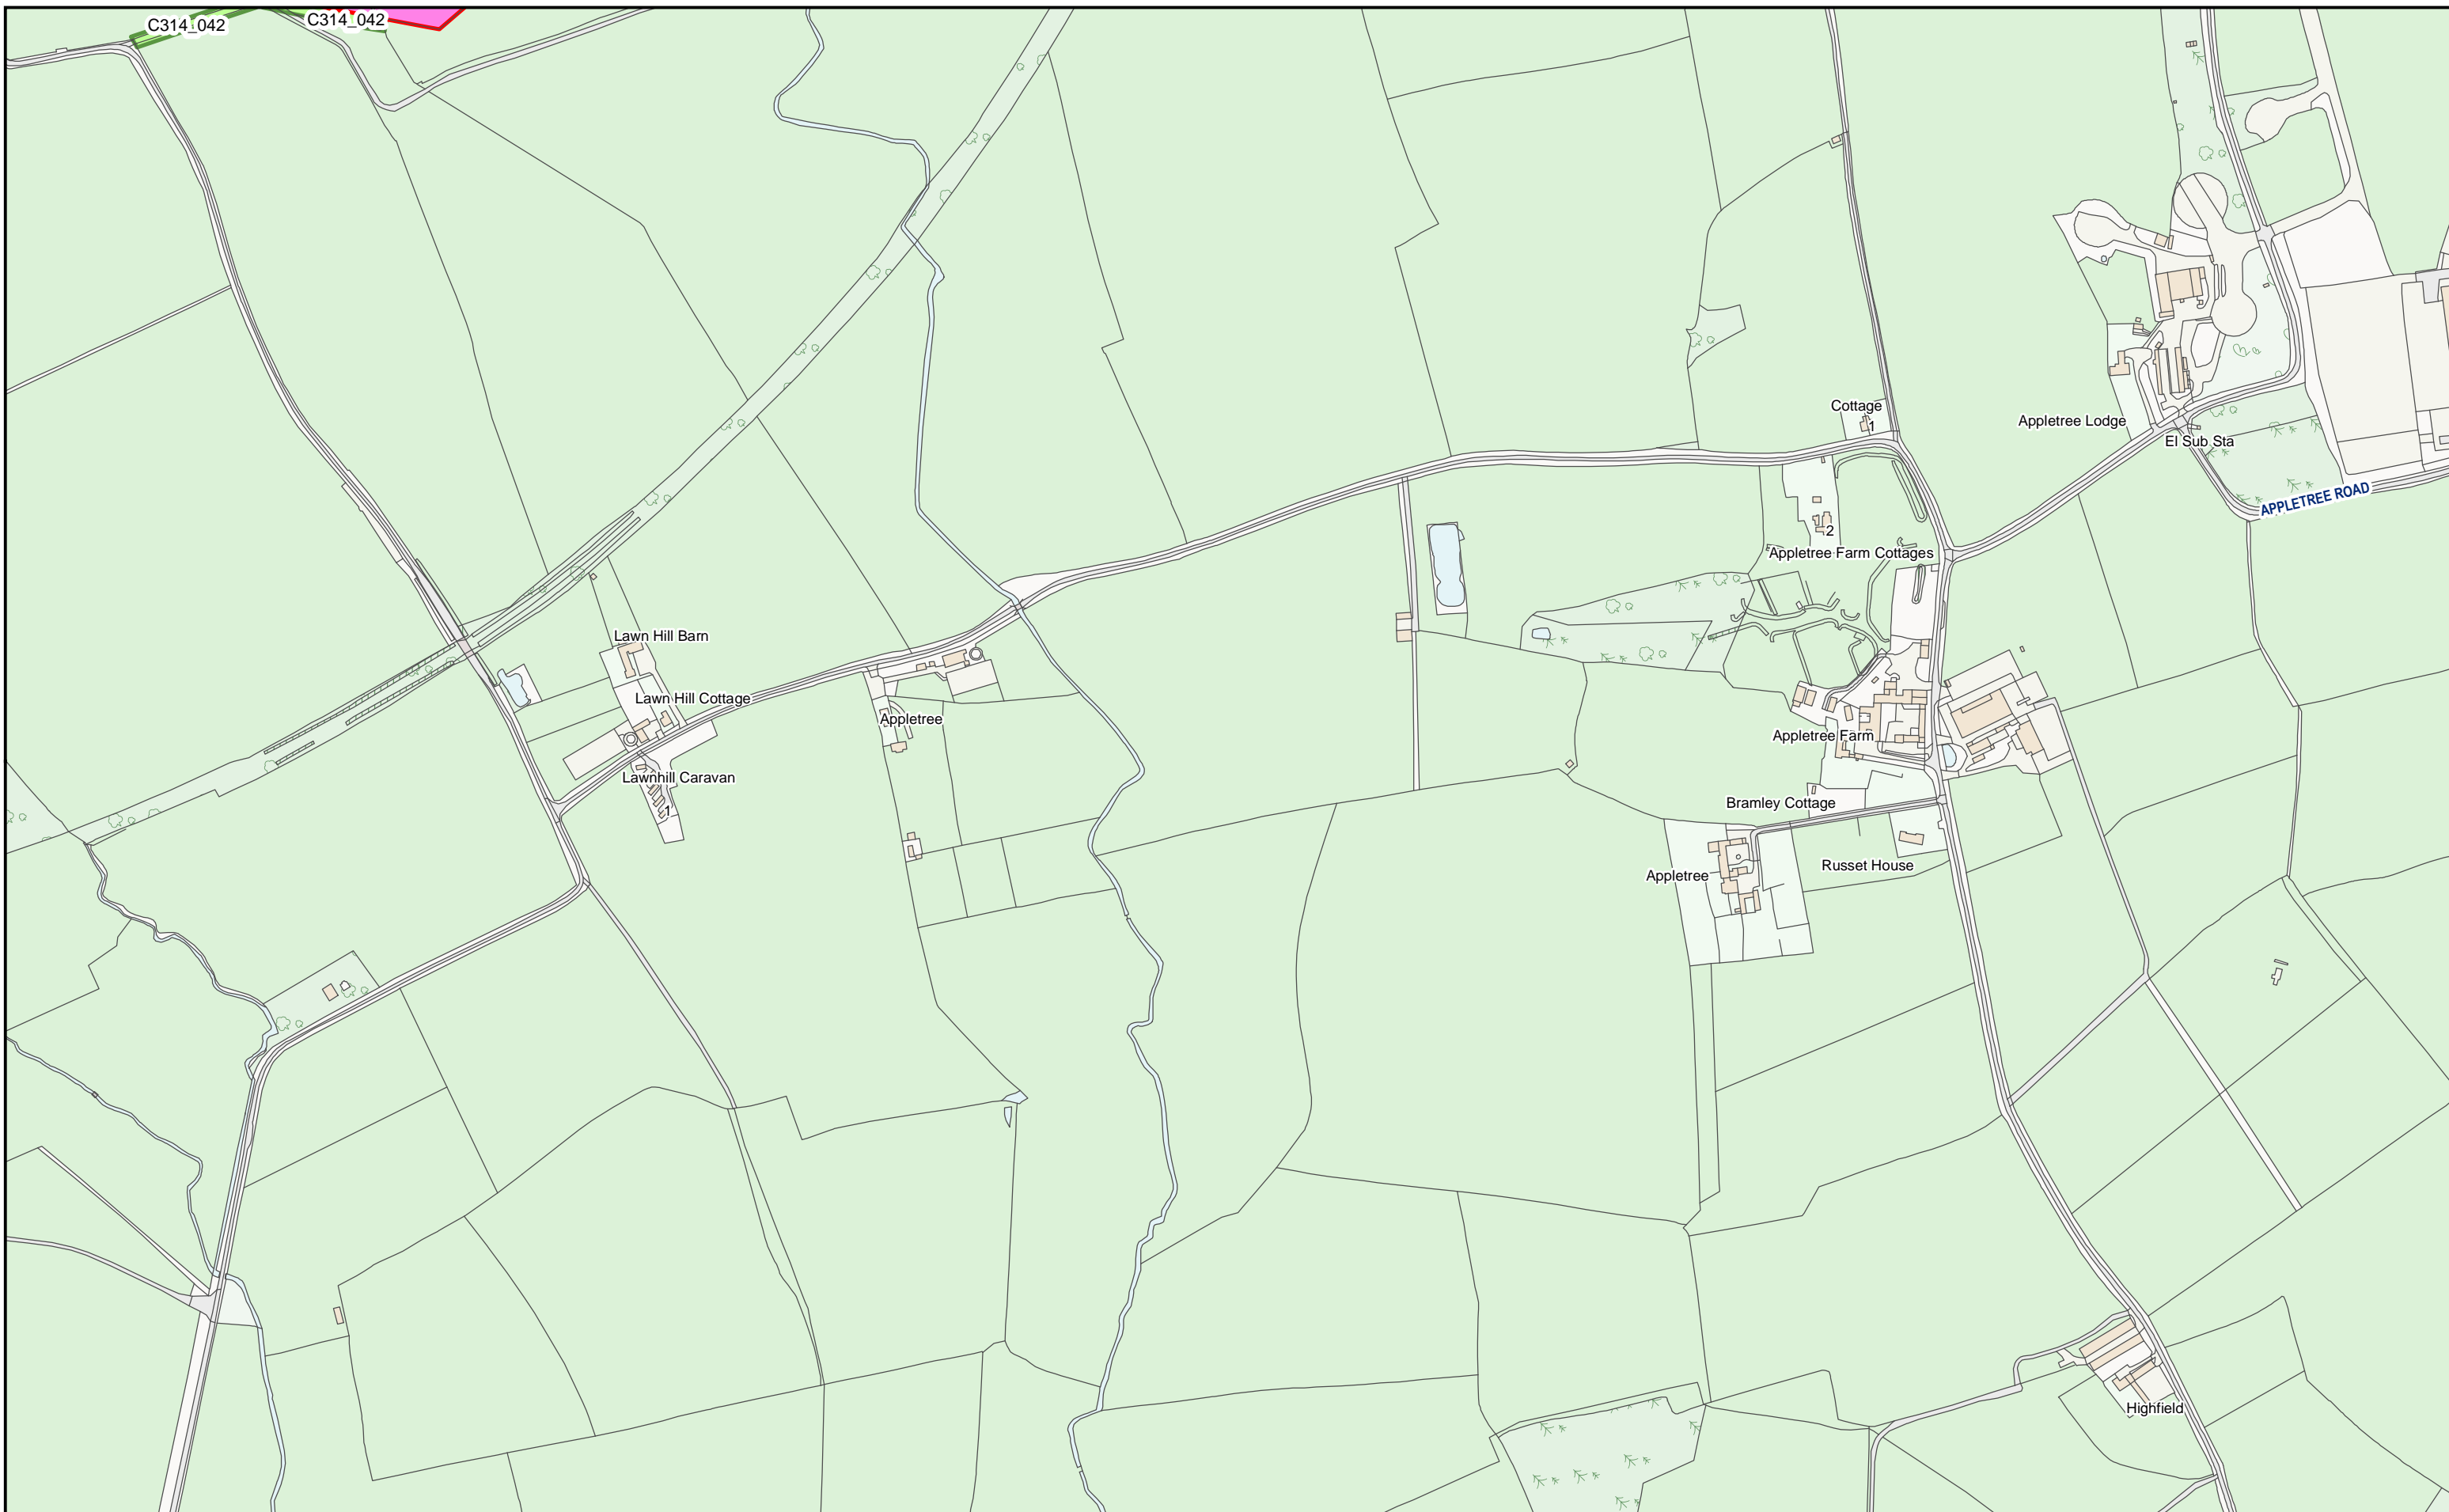 C314_042
C314_042
Cottage
1
Appletree Lodge
El Sub Sta
APPLETREE ROAD
2
Appletree Farm Cottages
Lawn Hill Barn
Lawn Hill Cottage
Appletree
Appletree Farm
Lawnhill Caravan
1
Bramley Cottage
Russet House
Appletree
Highfield